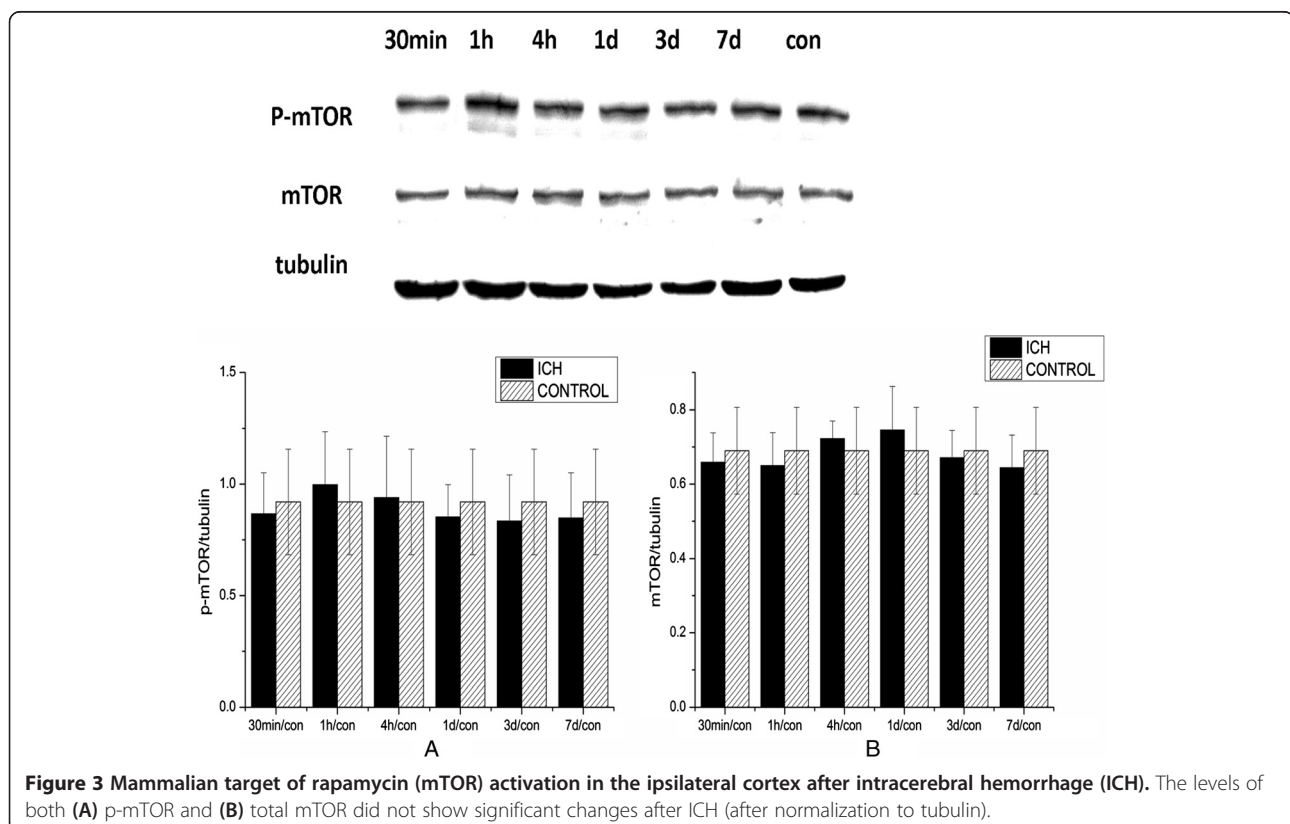 30min 1h 4h 1d 3d 7d con
P-mTOR
mTOR
tubulin
ICH
CONTROL
1.5
1.0
0.5
0.0
p-mTOR/tubulin
30min/con 1h/con 4h/con 1d/con 3d/con 7d/con
A
ICH
CONTROL
0.8
0.6
0.4
0.2
0.0
mTOR/tubulin
30min/con 1h/con 4h/con 1d/con 3d/con 7d/con
B
Figure 3 Mammalian target of rapamycin (mTOR) activation in the ipsilateral cortex after intracerebral hemorrhage (ICH). The levels of
both (A) p-mTOR and (B) total mTOR did not show significant changes after ICH (after normalization to tubulin).